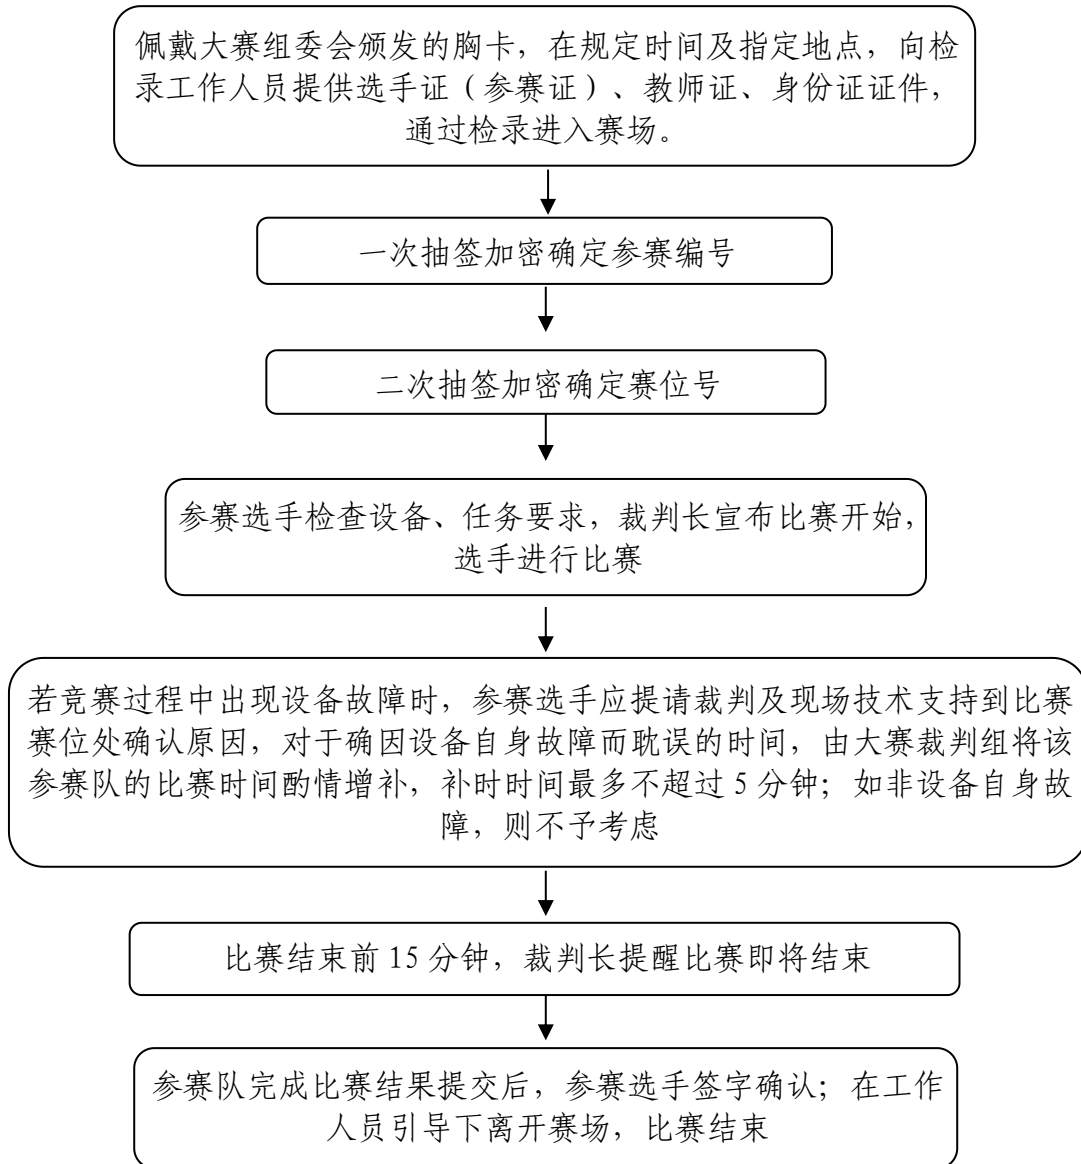 佩戴大赛组委会颁发的胸卡，在规定时间及指定地点，向检
录工作人员提供选手证（参赛证）、教师证、身份证证件，
通过检录进入赛场。
一次抽签加密确定参赛编号
二次抽签加密确定赛位号
参赛选手检查设备、任务要求，裁判长宣布比赛开始，
选手进行比赛
若竞赛过程中出现设备故障时，参赛选手应提请裁判及现场技术支持到比赛
赛位处确认原因，对于确因设备自身故障而耽误的时间，由大赛裁判组将该
参赛队的比赛时间酌情增补，补时时间最多不超过 5 分钟；如非设备自身故
障，则不予考虑
比赛结束前 15 分钟，裁判长提醒比赛即将结束
参赛队完成比赛结果提交后，参赛选手签字确认；在工作
人员引导下离开赛场，比赛结束